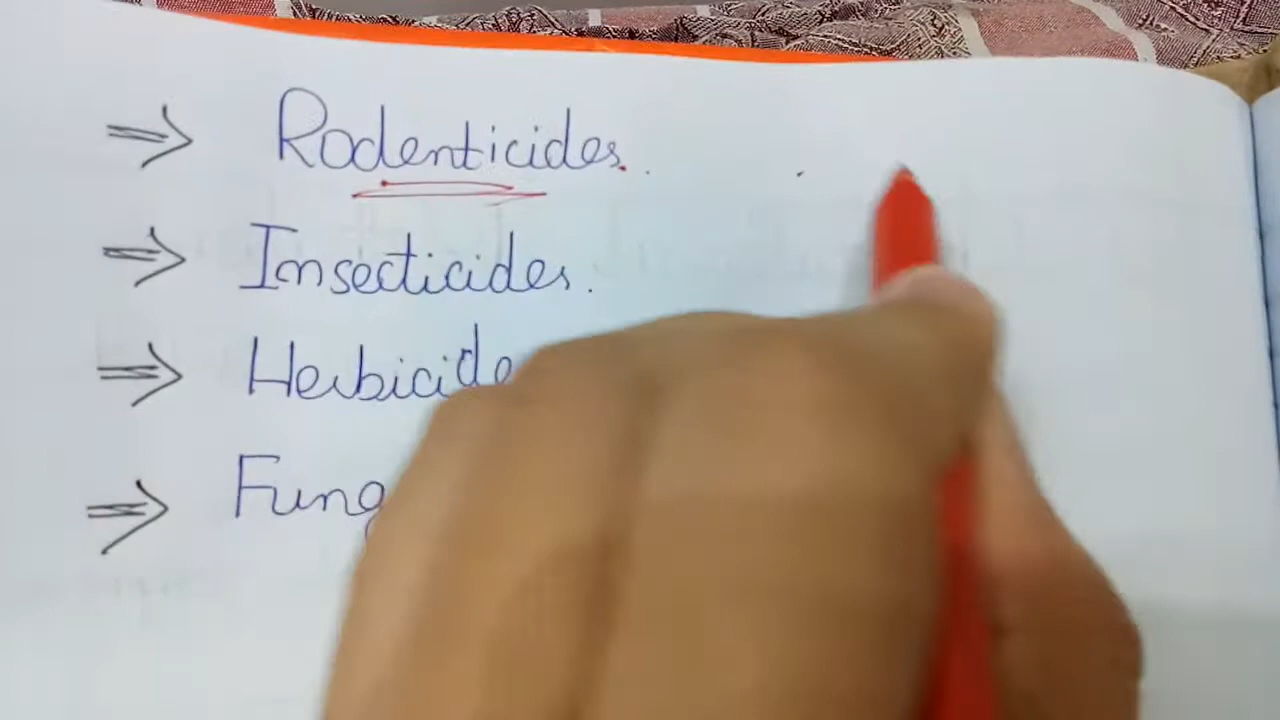 ⇒ Rodenticides.
⇒ Insecticides.
⇒ Herbicide
⇒ Fung